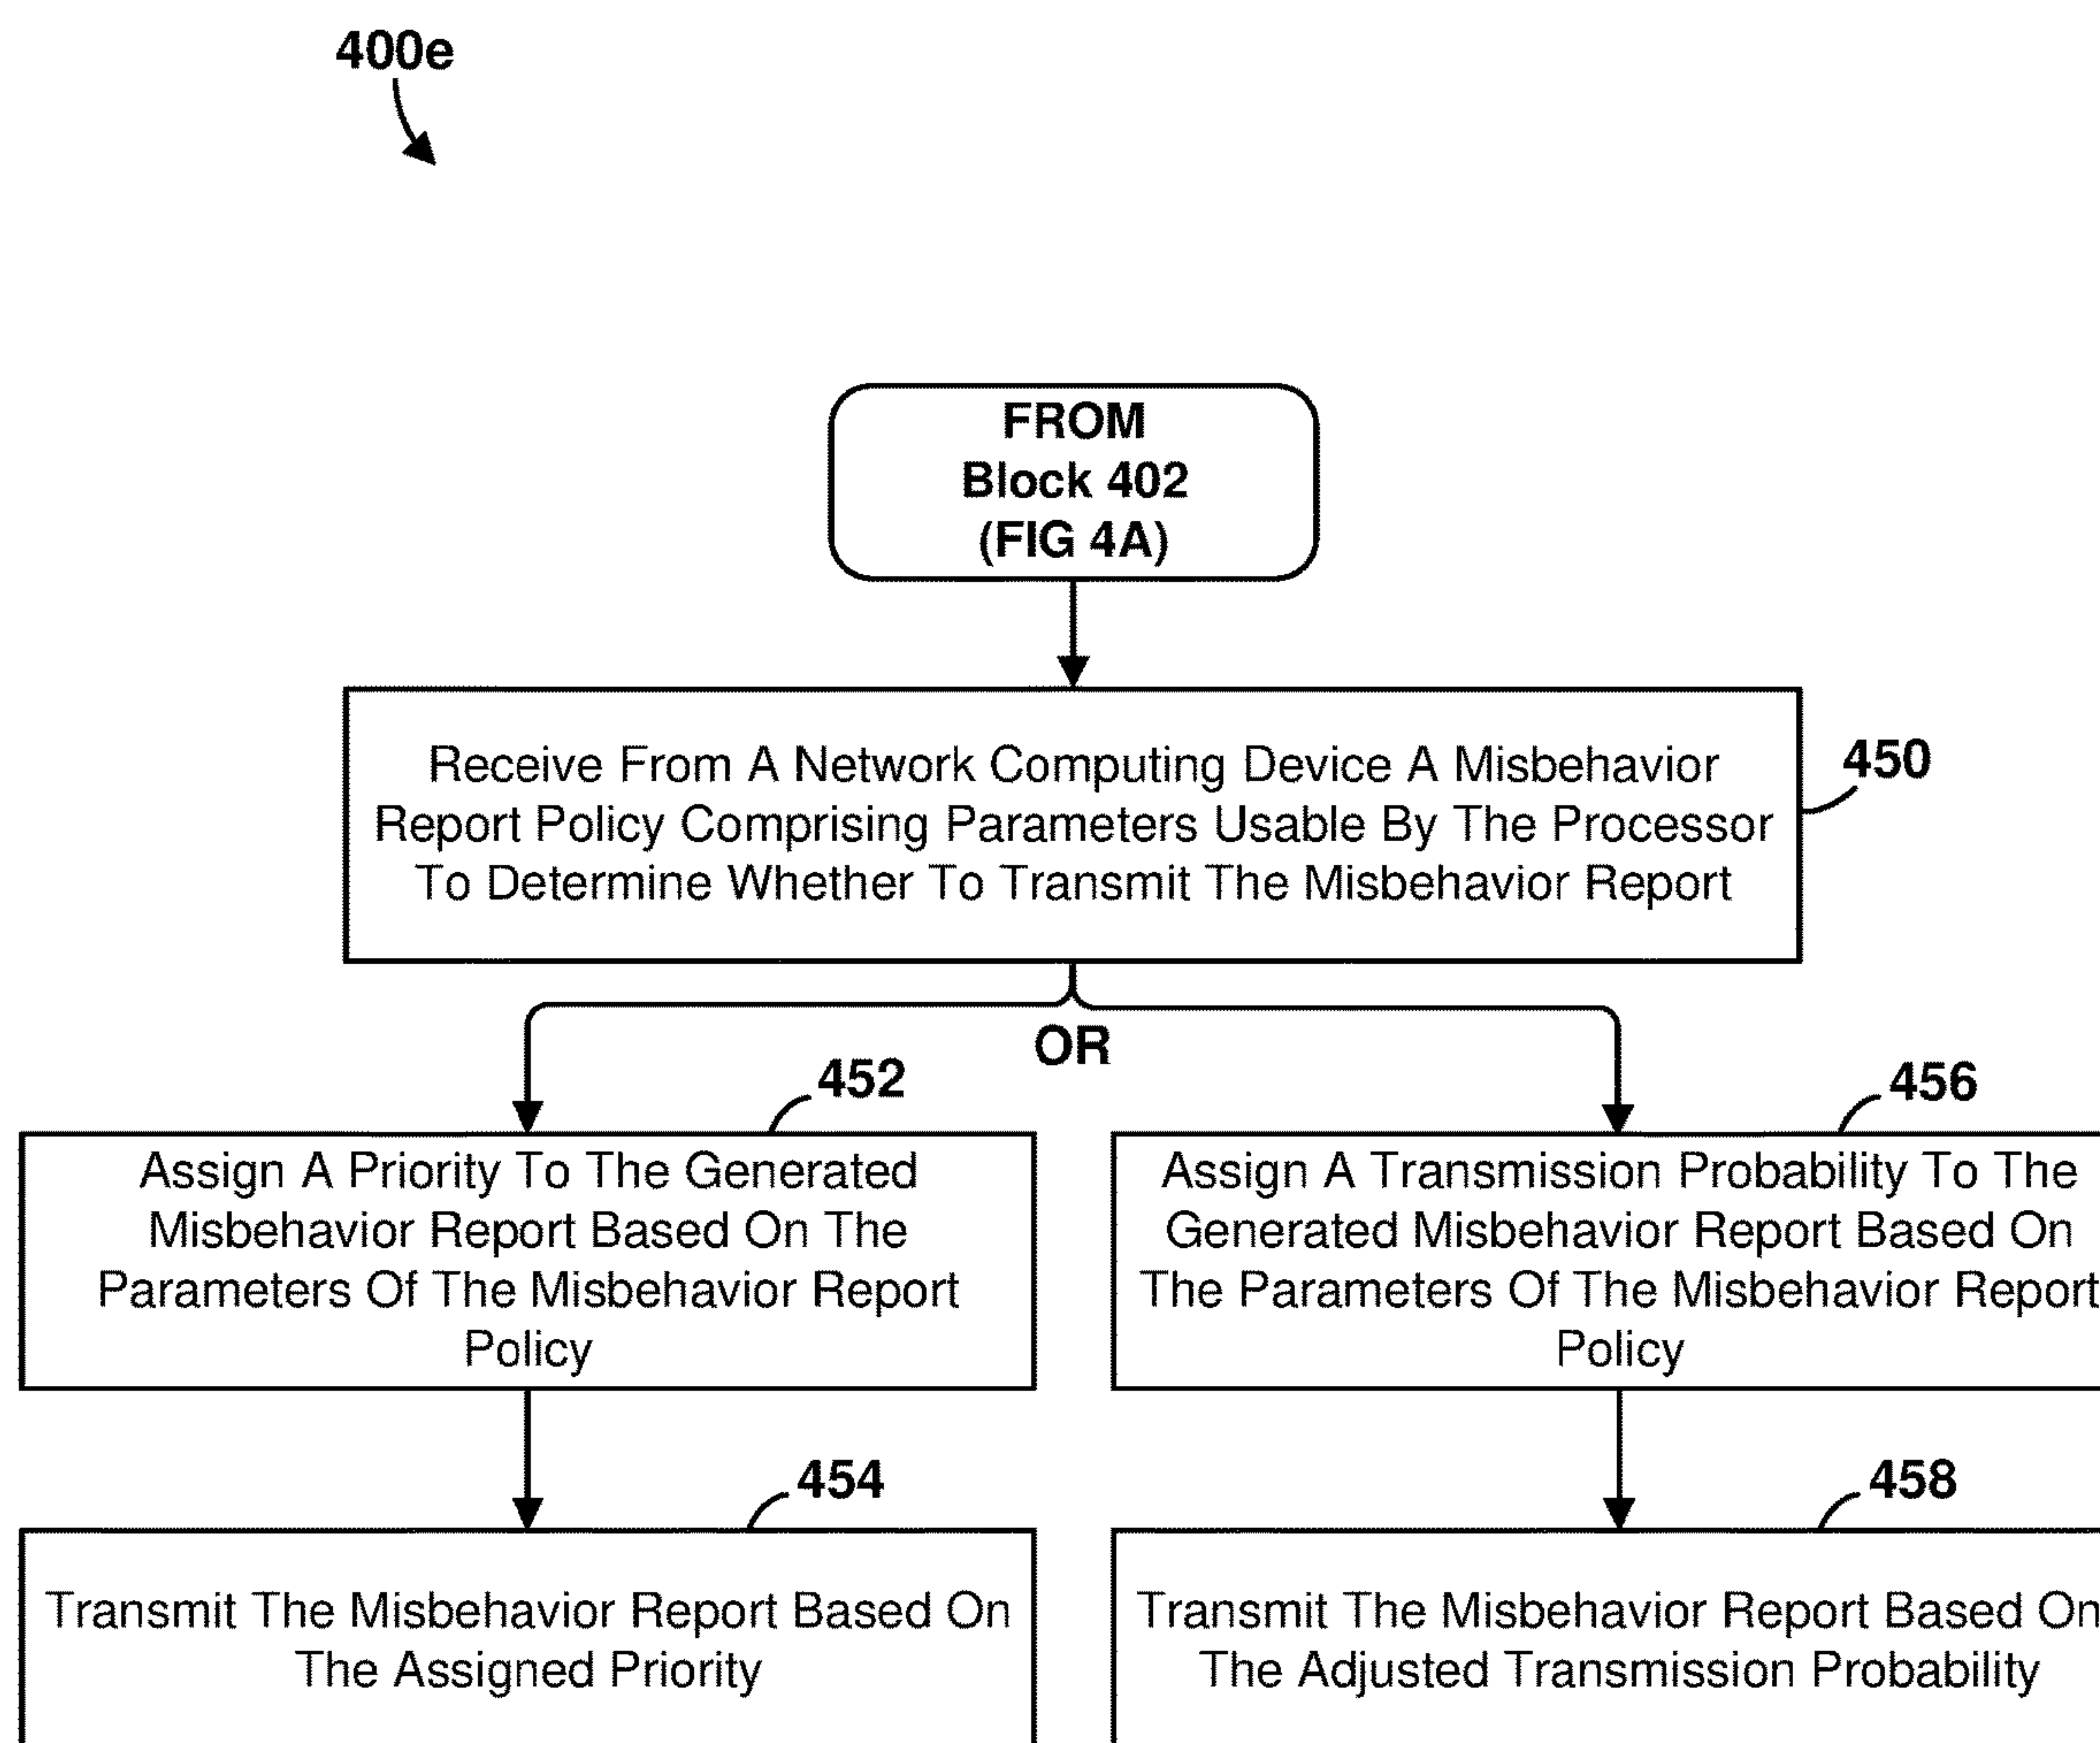 400e
FROM
Block 402
(FIG 4A)
Receive From A Network Computing Device A Misbehavior
Report Policy Comprising Parameters Usable By The Processor
To Determine Whether To Transmit The Misbehavior Report
450
OR
452
Assign A Priority To The Generated
Misbehavior Report Based On The
Parameters Of The Misbehavior Report
Policy
454
Transmit The Misbehavior Report Based On
The Assigned Priority
456
Assign A Transmission Probability To The
Generated Misbehavior Report Based On
The Parameters Of The Misbehavior Report
Policy
458
Transmit The Misbehavior Report Based On
The Adjusted Transmission Probability